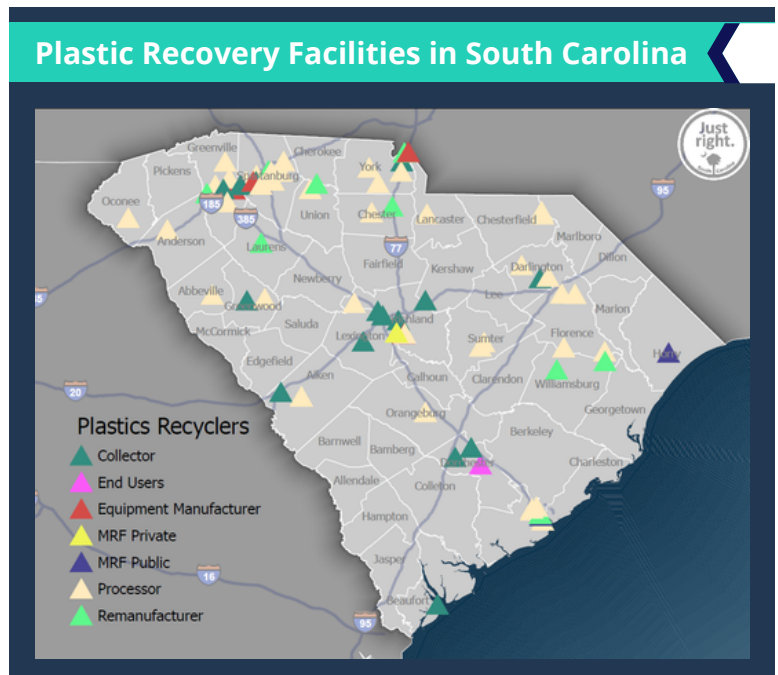 Plastic Recovery Facilities in South Carolina
Just
right.
South Carolina
Greenville
Cherokee
Pickens
Spartanburg
York
Oconee
185
385
Union
Chester
Lancaster
Chesterfield
95
Anderson
Laurens
77
Marlboro
Dillon
Fairfield
Kershaw
Darlington
Newberry
Abbeville
Greenwood
Lee
Marion
Saluda
Richland
McCormick
Lexington
Sumter
Florence
Horry
Edgefield
Aiken
Calhoun
Clarendon
Williamsburg
20
Georgetown
Orangeburg
Plastics Recyclers
Berkeley
Barnwell
Bamberg
Collector
Dorchester
Charleston
Allendale
Colleton
End Users
Equipment Manufacturer
Hampton
MRF Private
MRF Public
Jasper
16
Processor
Beaufort
Remanufacturer
95